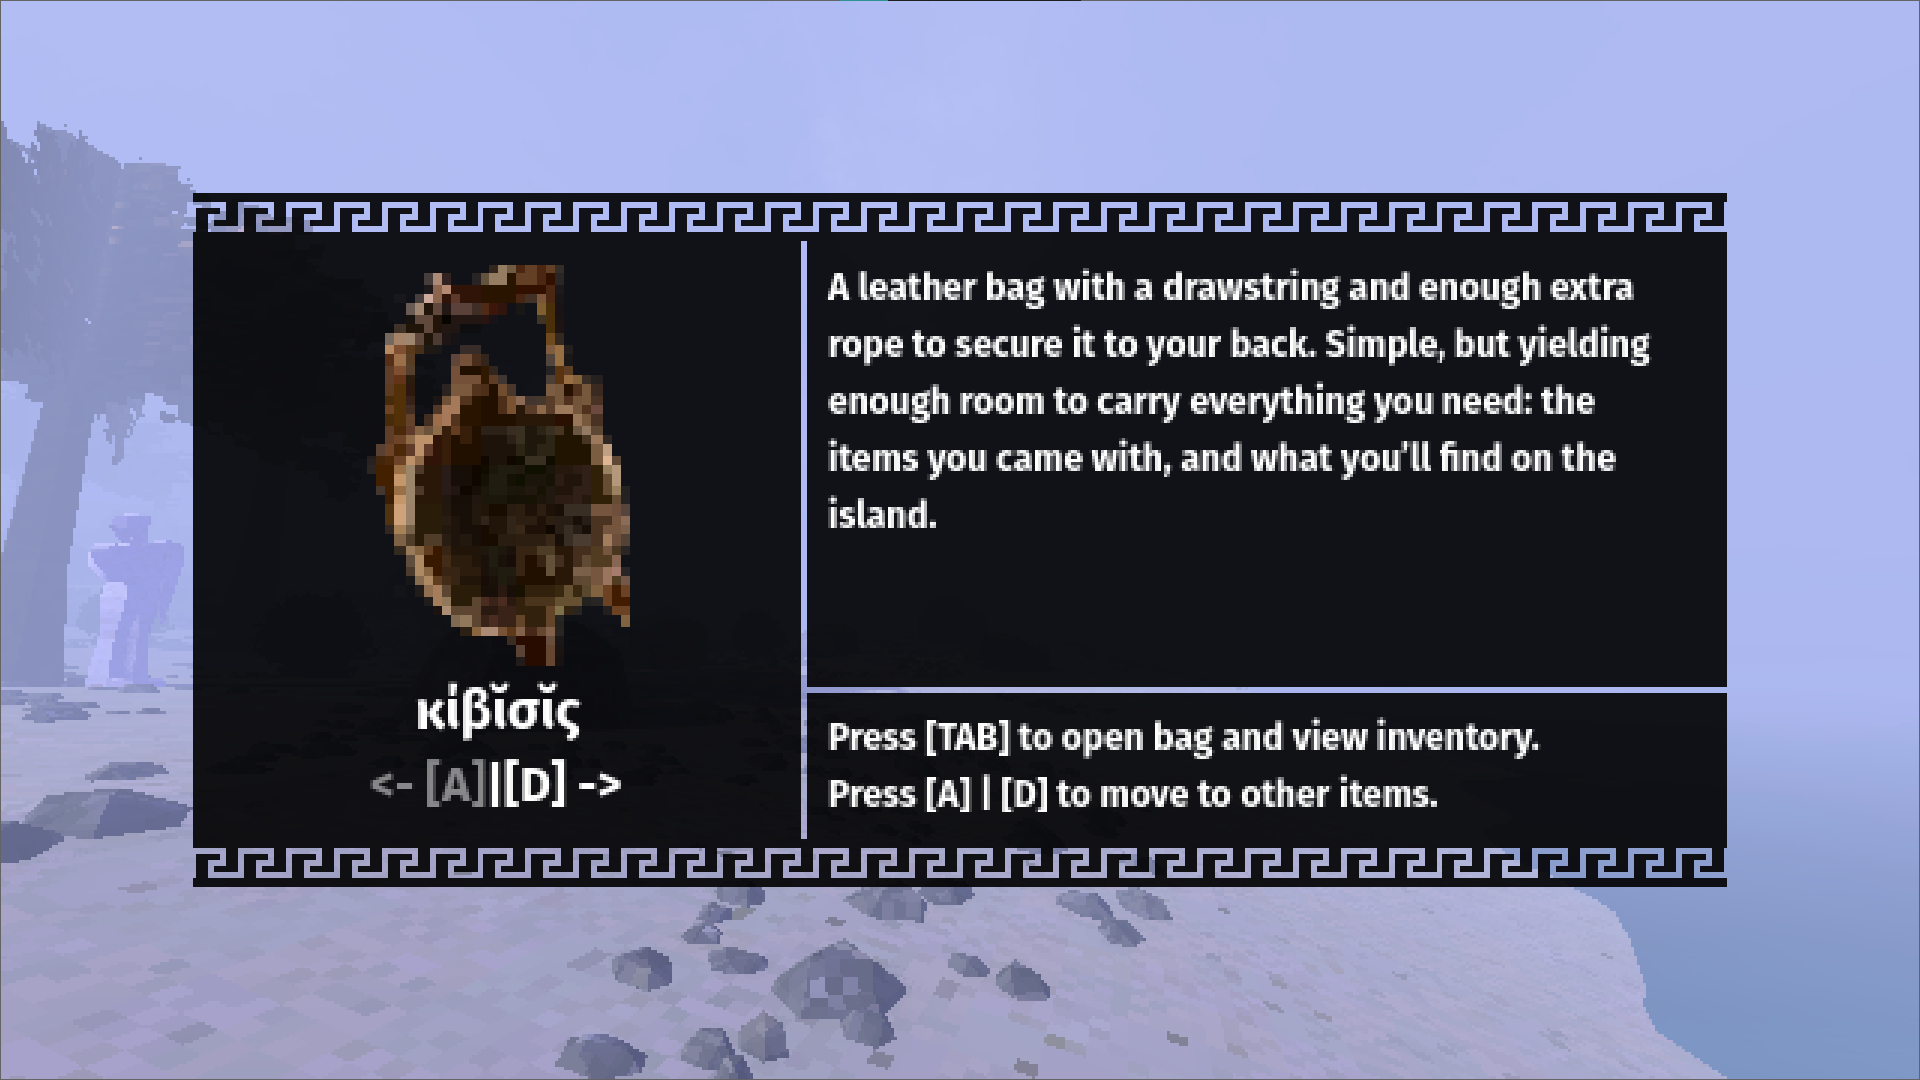 A leather bag with a drawstring and enough extra
rope to secure it to your back. Simple, but yielding
enough room to carry everything you need: the
items you came with, and what you'll find on the
island.
κίβῐσῐς
<- [A]|[D] ->
Press [TAB] to open bag and view inventory.
Press [A] | [D] to move to other items.